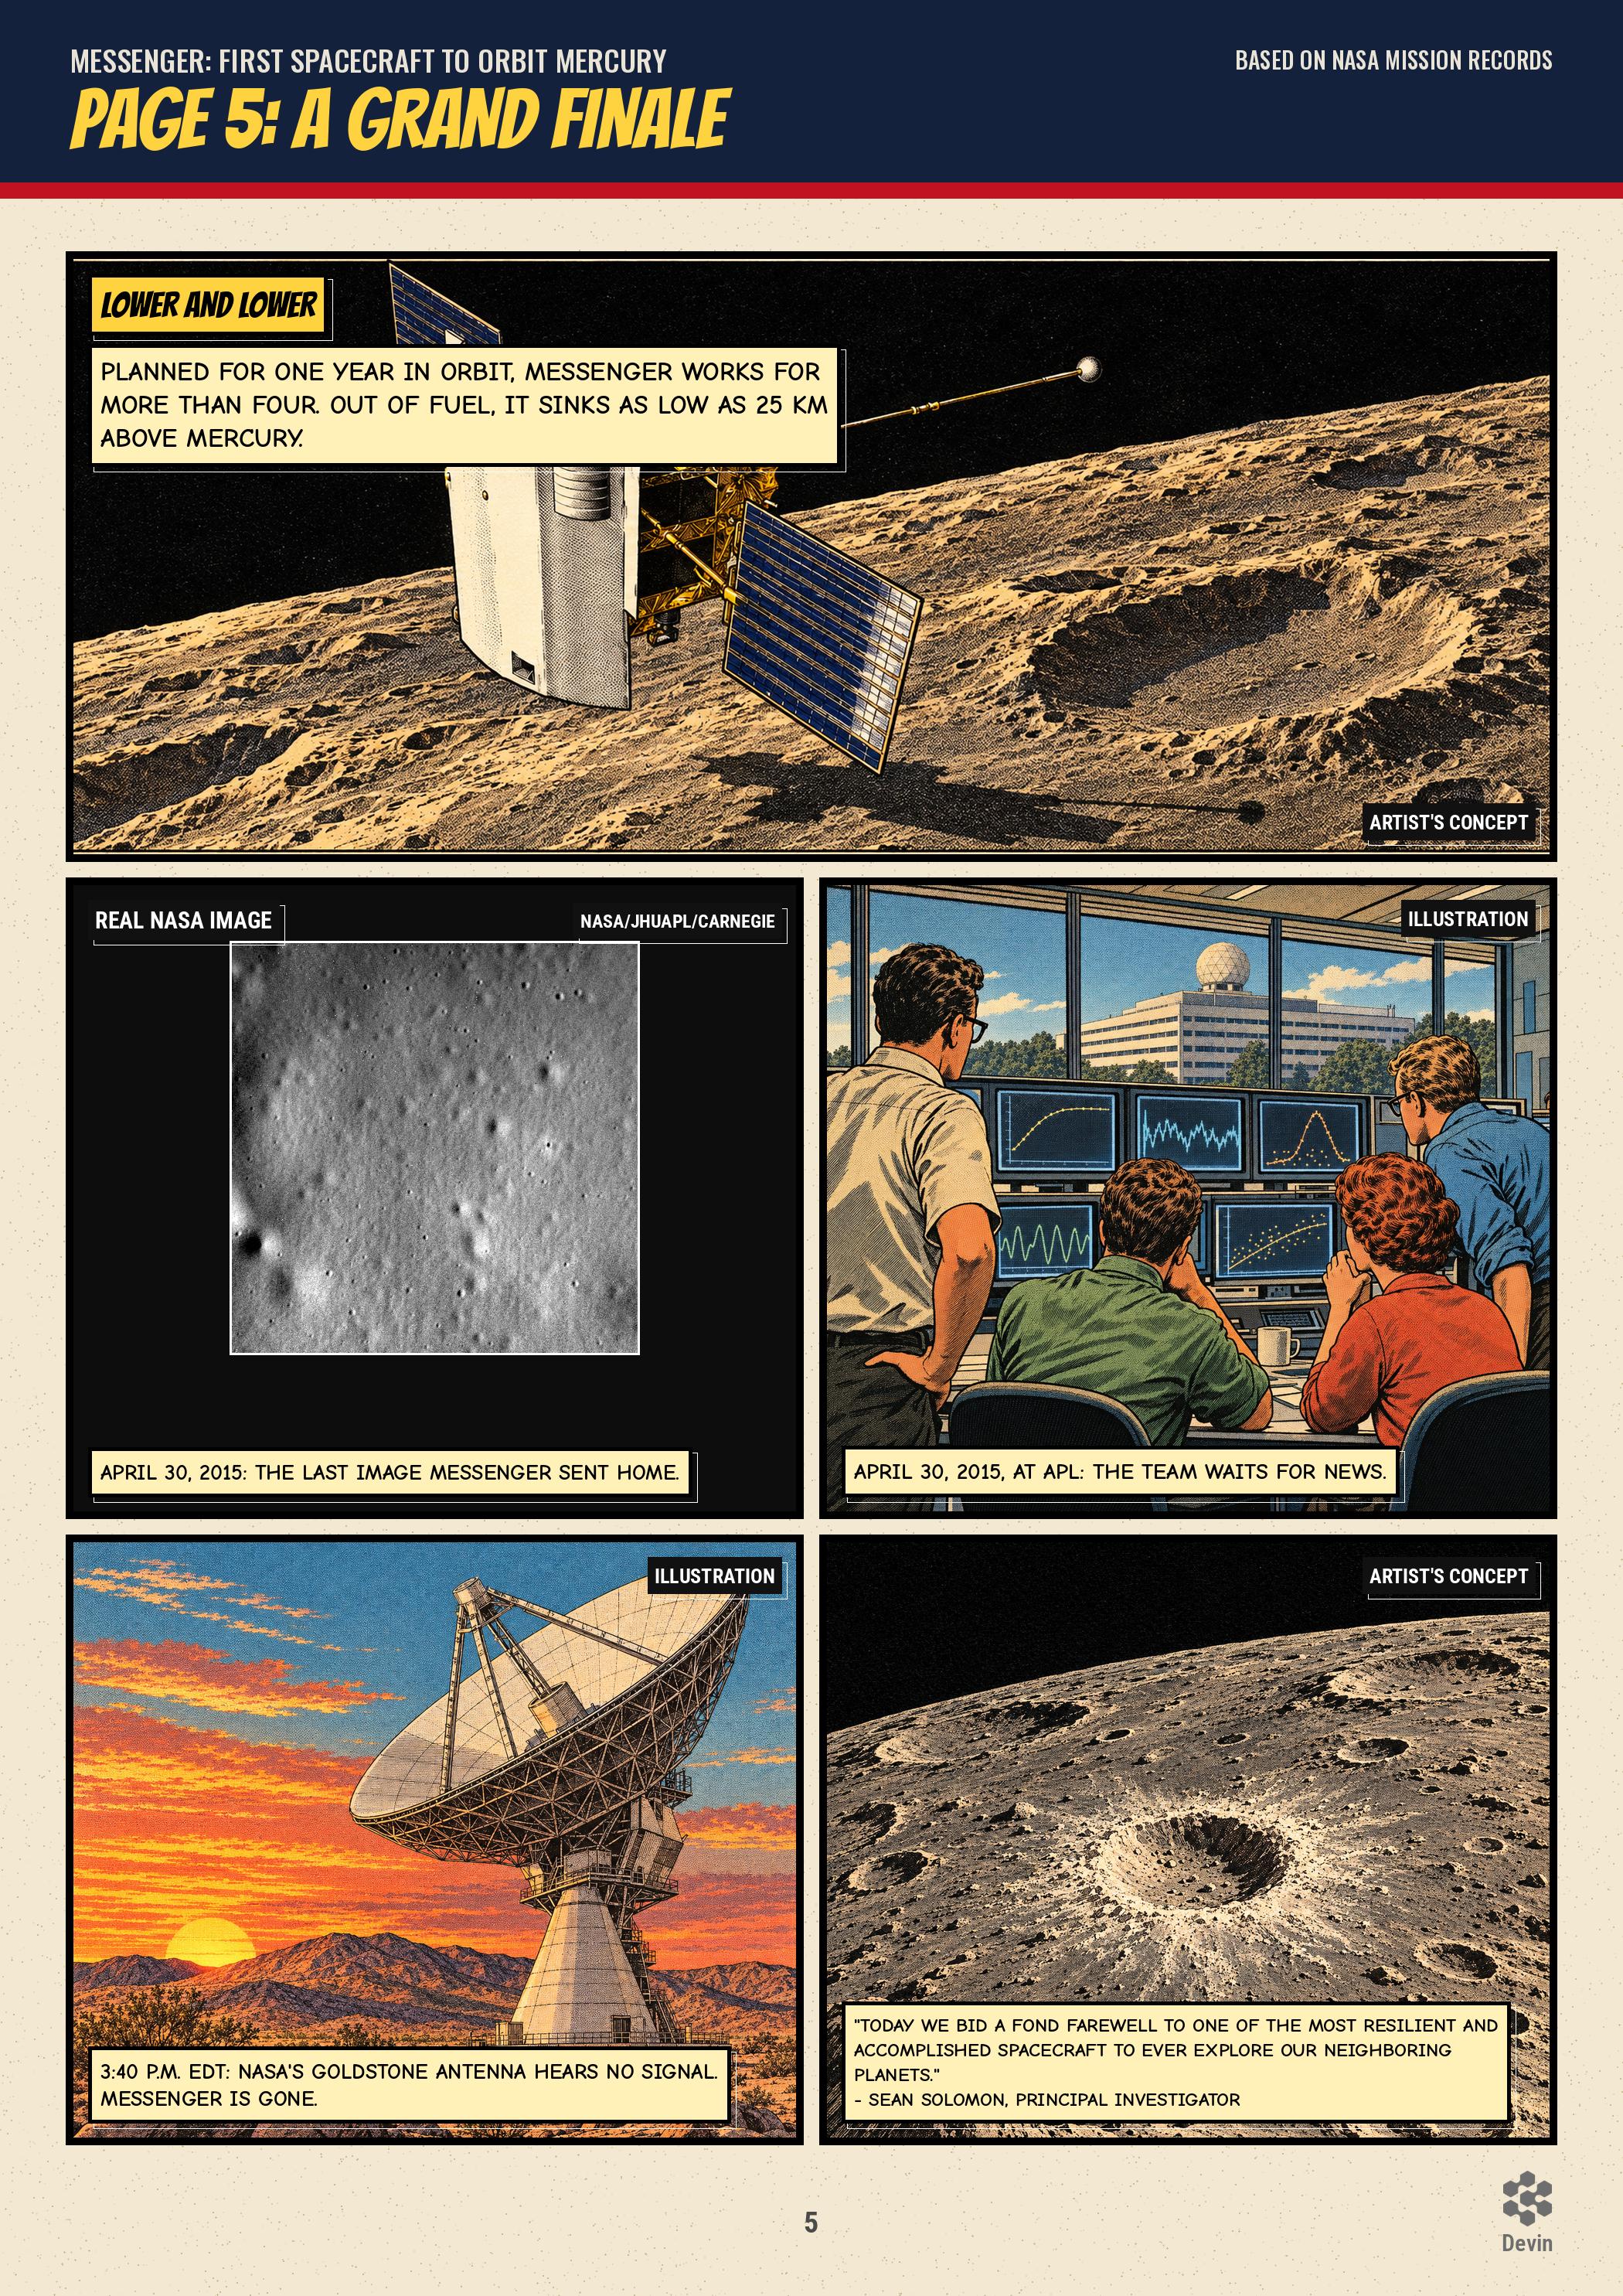 MESSENGER: FIRST SPACECRAFT TO ORBIT MERCURY
BASED ON NASA MISSION RECORDS
PAGE 5: A GRAND FINALE
LOWER AND LOWER
PLANNED FOR ONE YEAR IN ORBIT, MESSENGER WORKS FOR
MORE THAN FOUR. OUT OF FUEL, IT SINKS AS LOW AS 25 KM
ABOVE MERCURY.
ARTIST'S CONCEPT
REAL NASA IMAGE
NASA/JHUAPL/CARNEGIE
APRIL 30, 2015: THE LAST IMAGE MESSENGER SENT HOME.
ILLUSTRATION
APRIL 30, 2015, AT APL: THE TEAM WAITS FOR NEWS.
ILLUSTRATION
3:40 P.M. EDT: NASA'S GOLDSTONE ANTENNA HEARS NO SIGNAL.
MESSENGER IS GONE.
ARTIST'S CONCEPT
"TODAY WE BID A FOND FAREWELL TO ONE OF THE MOST RESILIENT AND
ACCOMPLISHED SPACECRAFT TO EVER EXPLORE OUR NEIGHBORING
PLANETS."
- SEAN SOLOMON, PRINCIPAL INVESTIGATOR
5
Devin